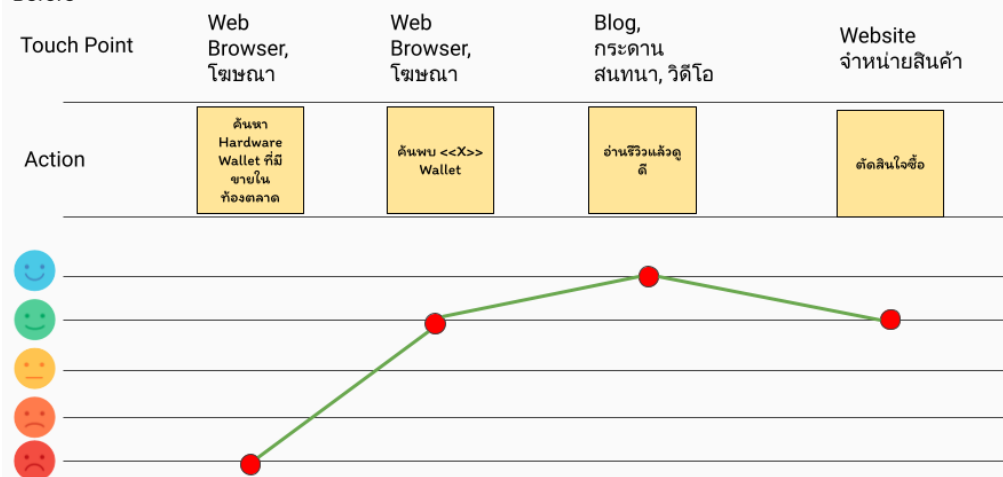 Touch Point
Web
Browser,
โฆษณา
Web
Browser,
โฆษณา
Blog,
กระดาน
สนทนา, วิดีโอ
Website
จำหน่ายสินค้า
Action
ค้นหา
Hardware
Wallet ที่มี
ขายใน
ท้องตลาด
ค้นพบ <<X>>
Wallet
อ่านรีวิวแล้วดู
ดี
ตัดสินใจซื้อ